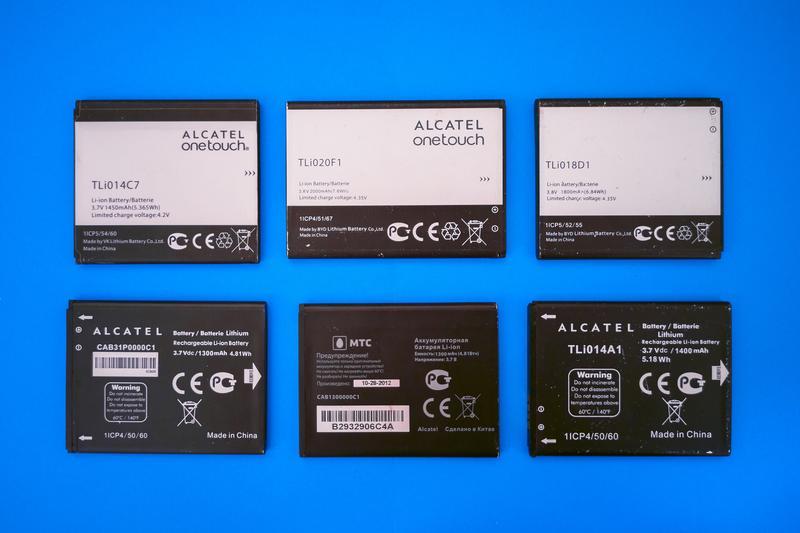 ALCATEL
onetouch®
TLi014C7
Li-ion Battery/Batterie
3.7V 1450mAh(5.365Wh)
Limited charge voltage:4.2V
1ICP5/54/60
Made by VK Lithium Battery Co.,Ltd.
Made in China
ALCATEL
onetouch
TLi020F1
Li-ion Battery/Batterie
3.8V 2000mAh(7.6Wh)
Limited charge voltage:4.35V
1ICP4/51/67
Made by BYD Lithium Battery Co.,Ltd.
Made in China
TLi018D1
Li-ion Battery/Batterie
3.8V 1800mAh(6.84Wh)
Limited charge voltage:4.35V
1ICP5/52/55
Made by BYD Lithium Battery Co.,Ltd.
Made in China
ALCATEL
CAB31P0000C1
Battery / Batterie Lithium
Rechargeable Li-ion Battery
3.7Vdc/1300mAh 4.81Wh
Warning
Do not incinerate
Do not disassemble
Do not expose to
temperatures above
60°C / 140°F
1ICP4/50/60
Made in China
МТС
Аккумуляторная
батарея Li-ion
Емкость:1300 мАч (4,81Втч)
Напряжение: 3.7 В
Предупреждение!
Произведено:
10-28-2012
CAB1300000C1
B2932906C4A
Alcatel
Сделано в Китае
ALCATEL
TLi014A1
Battery / Batterie
Lithium
Rechargeable Li-ion Battery
3.7Vdc / 1400 mAh
5.18 Wh
Warning
Do not incinerate
Do not disassemble
Do not expose to
temperatures above
60°C / 140°F
1ICP4/50/60
Made in China